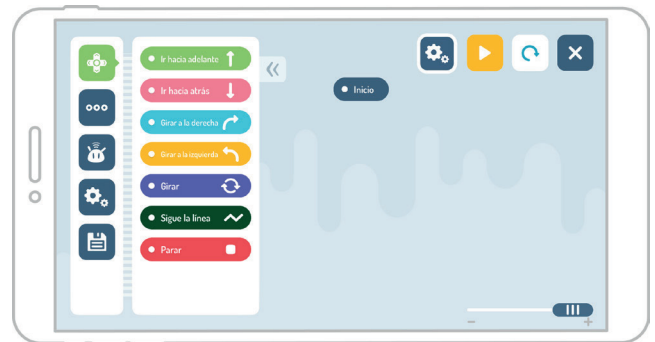 Ir hacia adelante
Ir hacia atrás
Girar a la derecha
Girar a la izquierda
Girar
Sigue la línea
Parar
Inicio